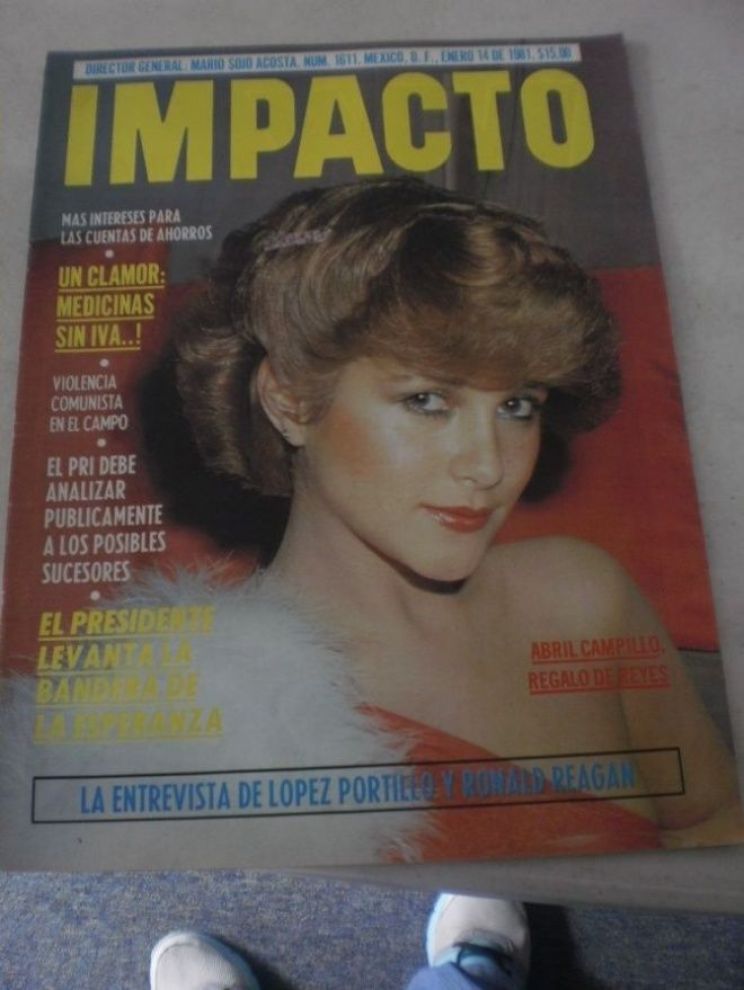 DIRECTOR GENERAL: MARIO SOJO ACOSTA. NUM. 1611. MEXICO, D. F., ENERO 14 DE 1981. $15.00
IMPACTO
MAS INTERESES PARA
LAS CUENTAS DE AHORROS
UN CLAMOR:
MEDICINAS
SIN IVA..!
VIOLENCIA
COMUNISTA
EN EL CAMPO
EL PRI DEBE
ANALIZAR
PUBLICAMENTE
A LOS POSIBLES
SUCESORES
EL PRESIDENTE
LEVANTA LA
BANDERA DE
LA ESPERANZA
ABRIL CAMPILLO,
REGALO DE REYES
LA ENTREVISTA DE LOPEZ PORTILLO Y RONALD REAGAN